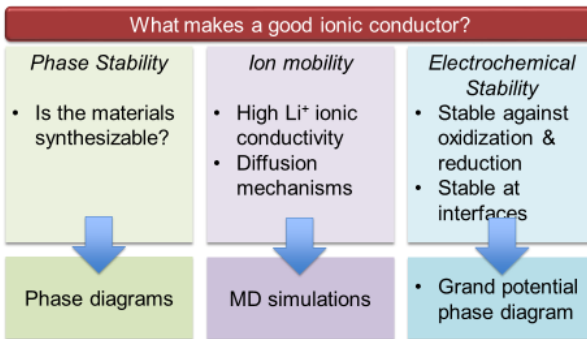 What makes a good ionic conductor?
Phase Stability
• Is the materials
synthesizable?
Ion mobility
• High Li⁺ ionic
conductivity
• Diffusion
mechanisms
Electrochemical
Stability
• Stable against
oxidization &
reduction
• Stable at
interfaces
Phase diagrams
MD simulations
• Grand potential
phase diagram